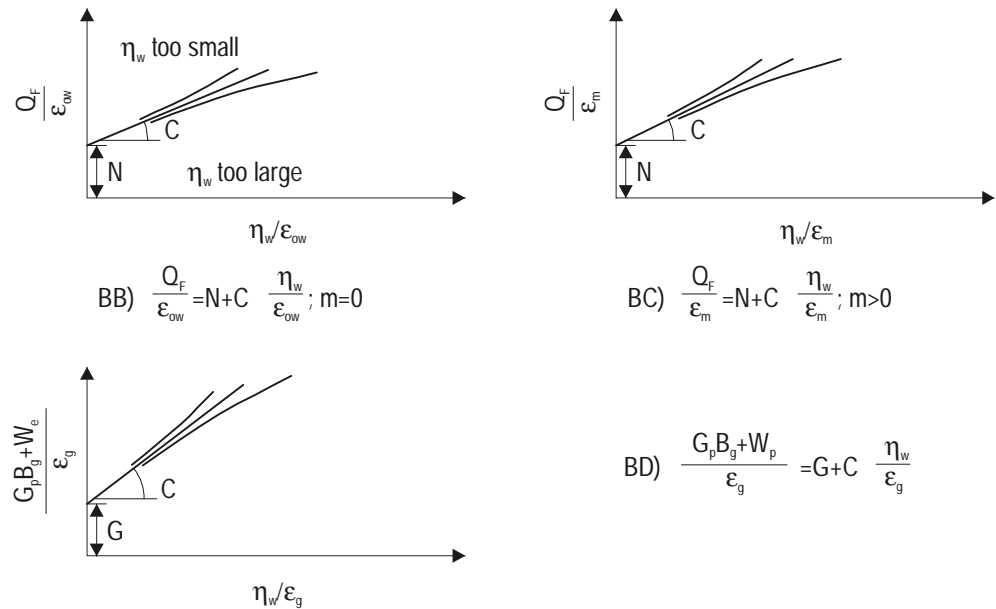 η_w too small
Q_F
ε_ow
C
N
η_w too large
η_w/ε_ow
BB) Q_F/ε_ow =N+C η_w/ε_ow ; m=0
Q_F
ε_m
C
N
η_w/ε_m
BC) Q_F/ε_m =N+C η_w/ε_m ; m>0
G_pB_g+W_e
ε_g
C
G
η_w/ε_g
BD) G_pB_g+W_p/ε_g =G+C η_w/ε_g